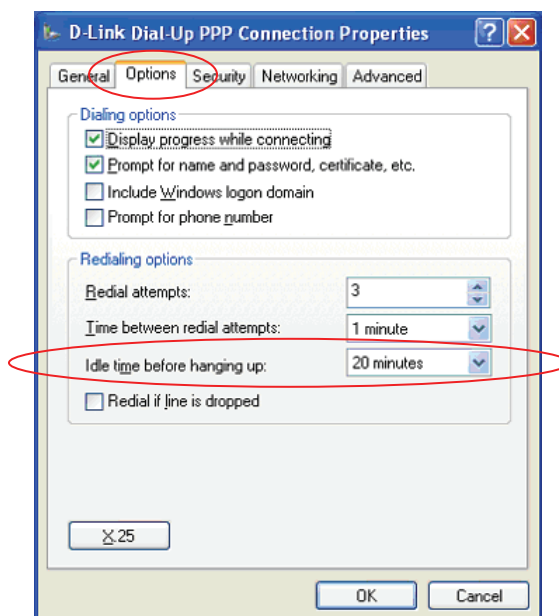 D-Link Dial-Up PPP Connection Properties
General Options Security Networking Advanced
Dialing options
Display progress while connecting
Prompt for name and password, certificate, etc.
Include Windows logon domain
Prompt for phone number
Redialing options
Redial attempts: 3
Time between redial attempts: 1 minute
Idle time before hanging up: 20 minutes
Redial if line is dropped
X.25
OK Cancel